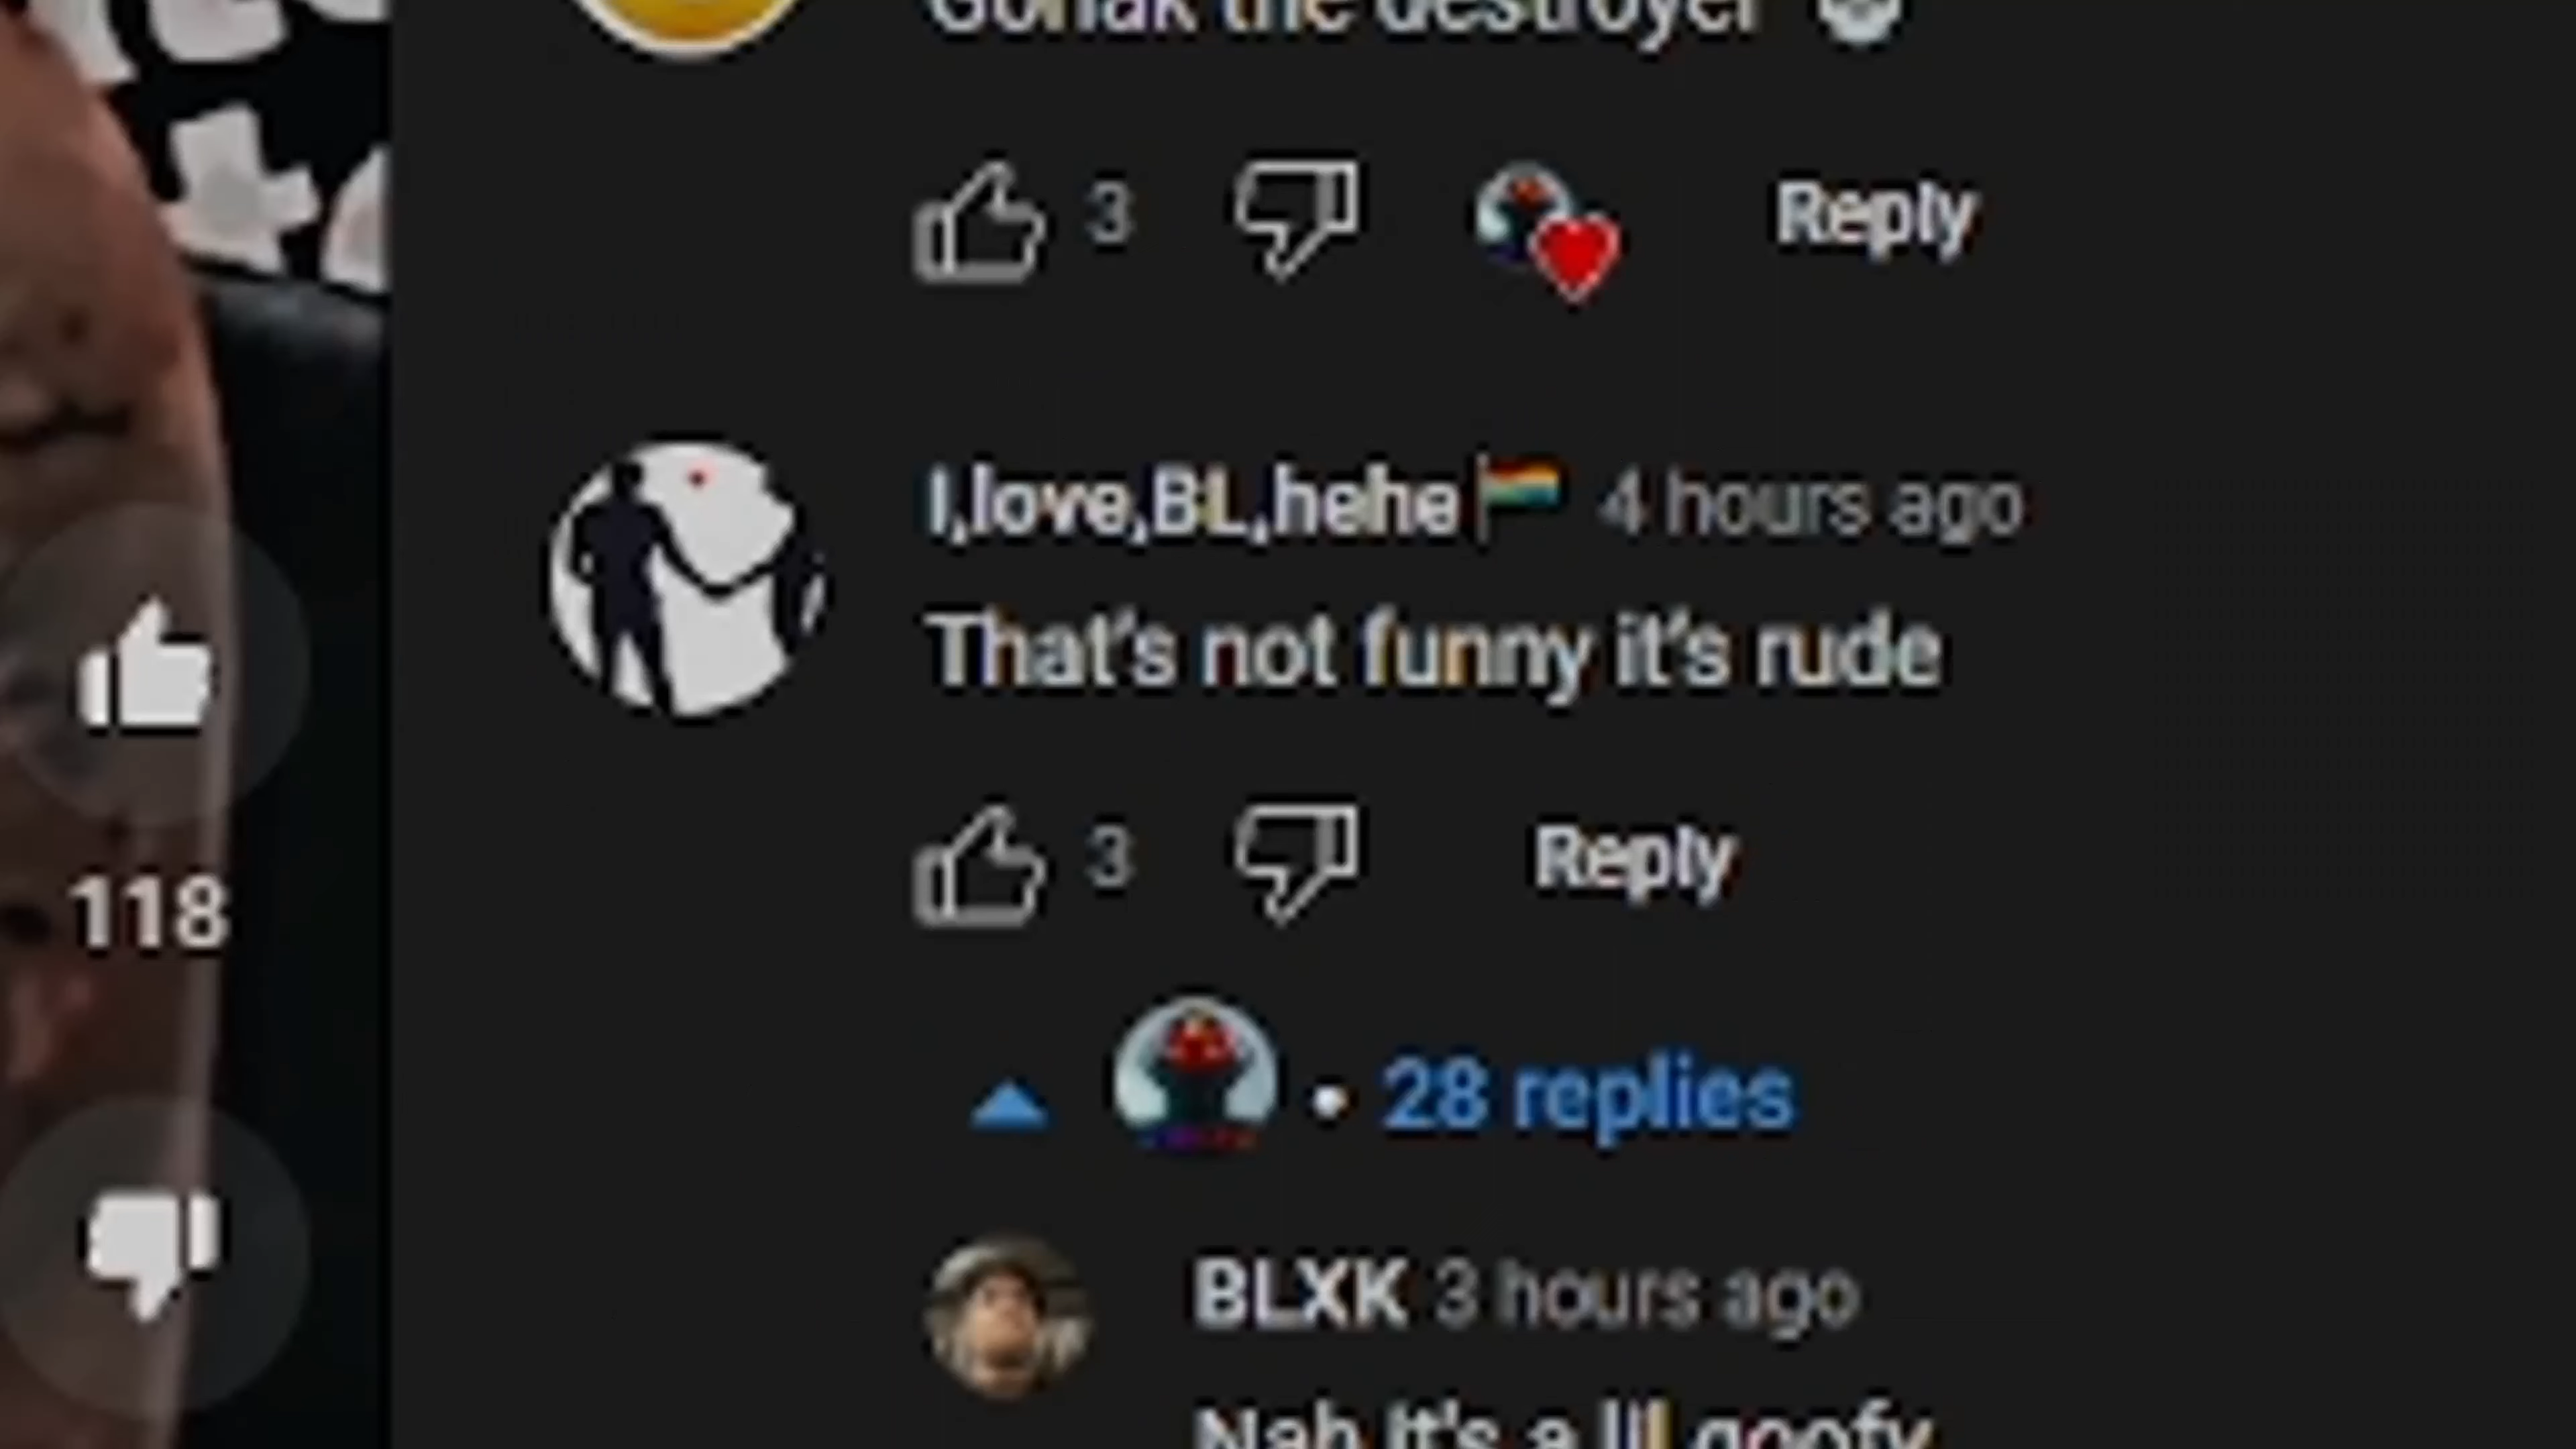 the destroyer
3 Reply
I,love,BL,hehe🏳️‍🌈 4 hours ago
That's not funny it's rude
3 Reply
118
• 28 replies
BLXK 3 hours ago
Nah it's a lil goofy